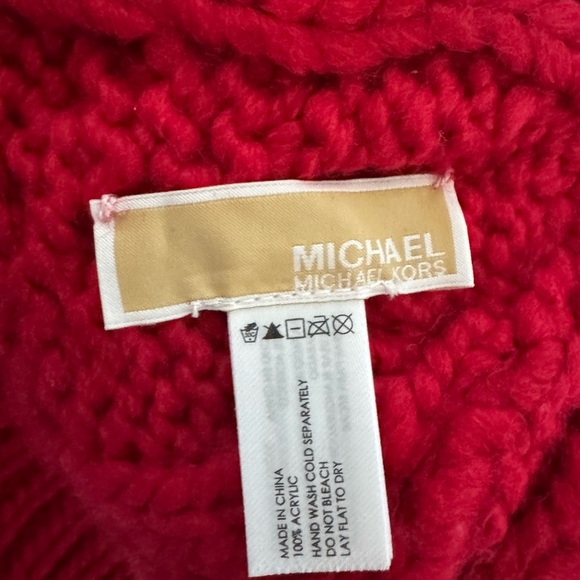 MICHAEL
MICHAEL KORS
MADE IN CHINA
100% ACRYLIC
HAND WASH COLD SEPARATELY
DO NOT BLEACH
LAY FLAT TO DRY